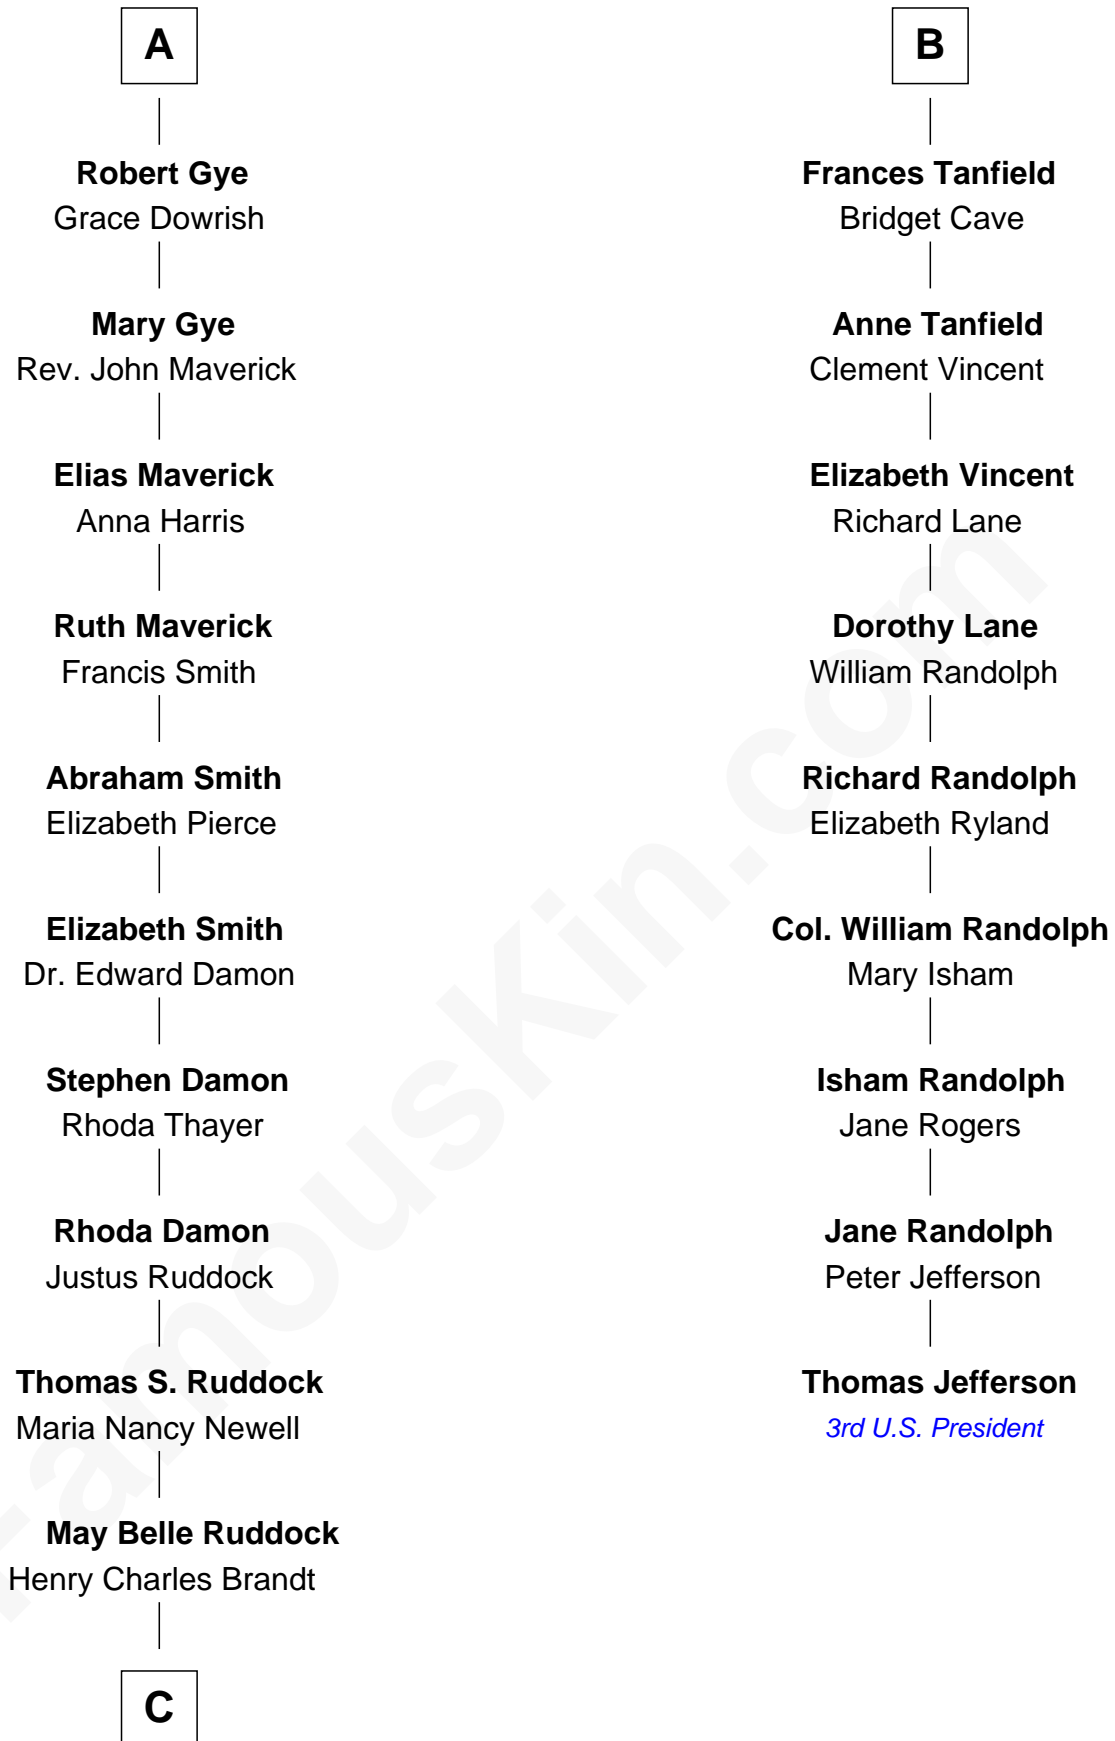 A
Robert Gye
Grace Dowrish
Mary Gye
Rev. John Maverick
Elias Maverick
Anna Harris
Ruth Maverick
Francis Smith
Abraham Smith
Elizabeth Pierce
Elizabeth Smith
Dr. Edward Damon
Stephen Damon
Rhoda Thayer
Rhoda Damon
Justus Ruddock
Thomas S. Ruddock
Maria Nancy Newell
May Belle Ruddock
Henry Charles Brandt
C
B
Frances Tanfield
Bridget Cave
Anne Tanfield
Clement Vincent
Elizabeth Vincent
Richard Lane
Dorothy Lane
William Randolph
Richard Randolph
Elizabeth Ryland
Col. William Randolph
Mary Isham
Isham Randolph
Jane Rogers
Jane Randolph
Peter Jefferson
Thomas Jefferson
3rd U.S. President
FamousKin.com